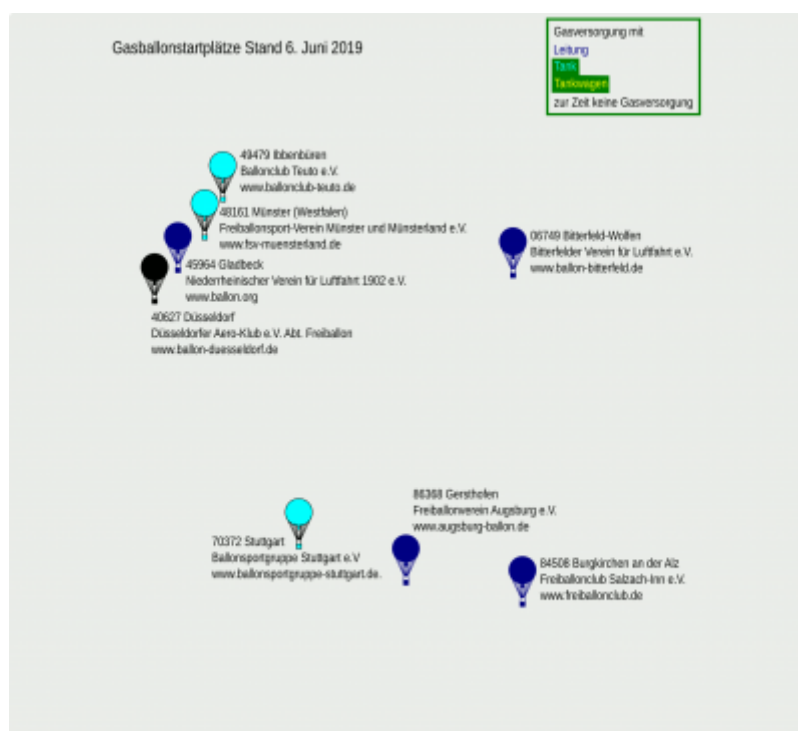 Gasballonstartplätze Stand 6. Juni 2019
Gasversorgung mit
Leitung
Tank
Tankwagen
zur Zeit keine Gasversorgung
49479 Ibbenbüren
Ballonclub Teuto e.V.
www.ballonclub-teuto.de
48161 Münster (Westfalen)
Freiballonsport-Verein Münster und Münsterland e.V.
www.fsv-muensterland.de
45964 Gladbeck
Niederrheinischer Verein für Luftfahrt 1902 e.V.
www.ballon.org
40627 Düsseldorf
Düsseldorfer Aero-Klub e.V. Abt. Freiballon
www.ballon-duesseldorf.de
06749 Bitterfeld-Wolfen
Bitterfelder Verein für Luftfahrt e.V.
www.ballon-bitterfeld.de
86368 Gersthofen
Freiballonverein Augsburg e.V.
www.augsburg-ballon.de
70372 Stuttgart
Ballonsportgruppe Stuttgart e.V
www.ballonsportgruppe-stuttgart.de.
84508 Burgkirchen an der Alz
Freiballonclub Salzach-Inn e.V.
www.freiballonclub.de